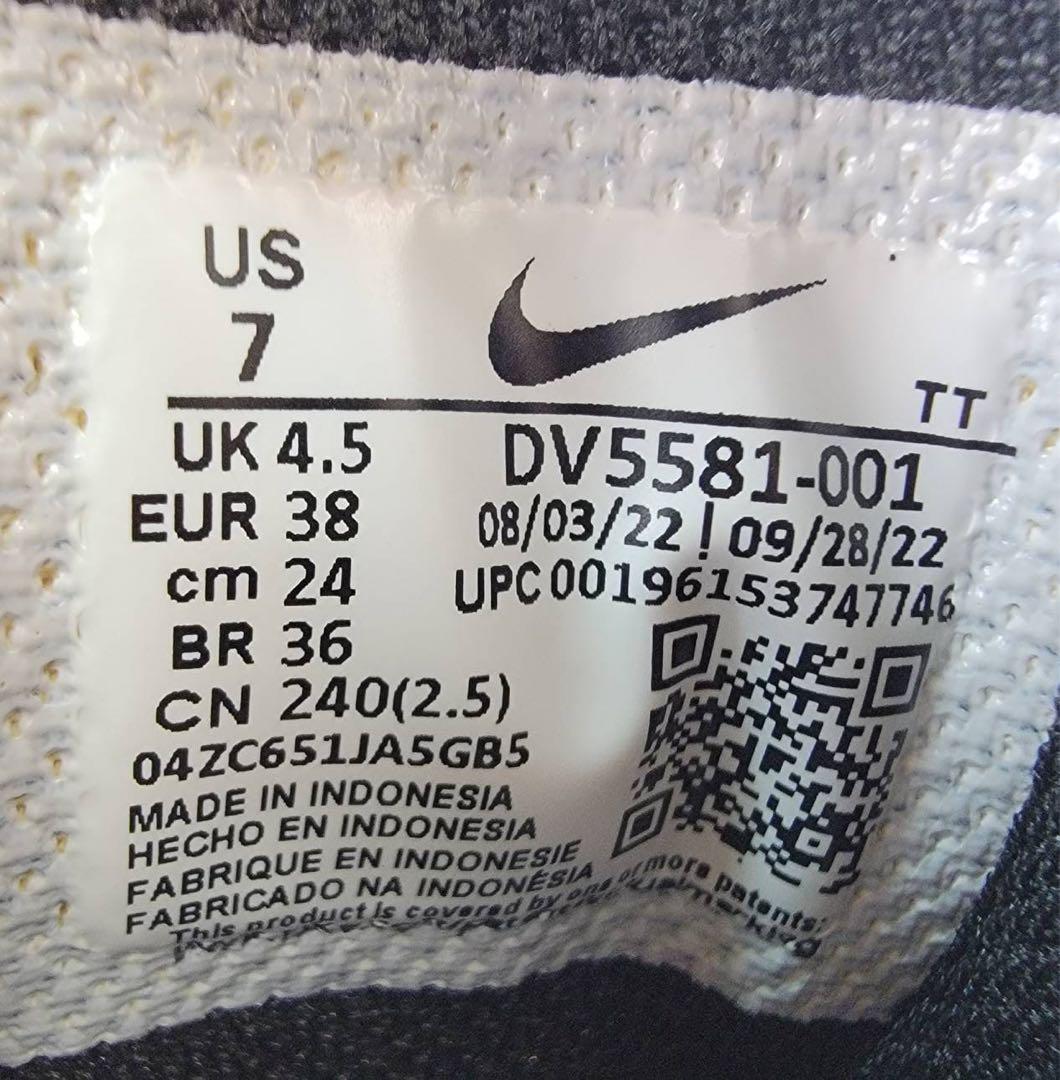 US
7
TT
UK 4.5
DV5581-001
EUR 38
08/03/22 | 09/28/22
cm 24
UPC 00196153747746
BR 36
CN 240(2.5)
04ZC651JA5GB5
MADE IN INDONESIA
HECHO EN INDONESIA
FABRIQUE EN INDONESIE
FABRICADO NA INDONÉSIA
This product is covered by one or more patents: